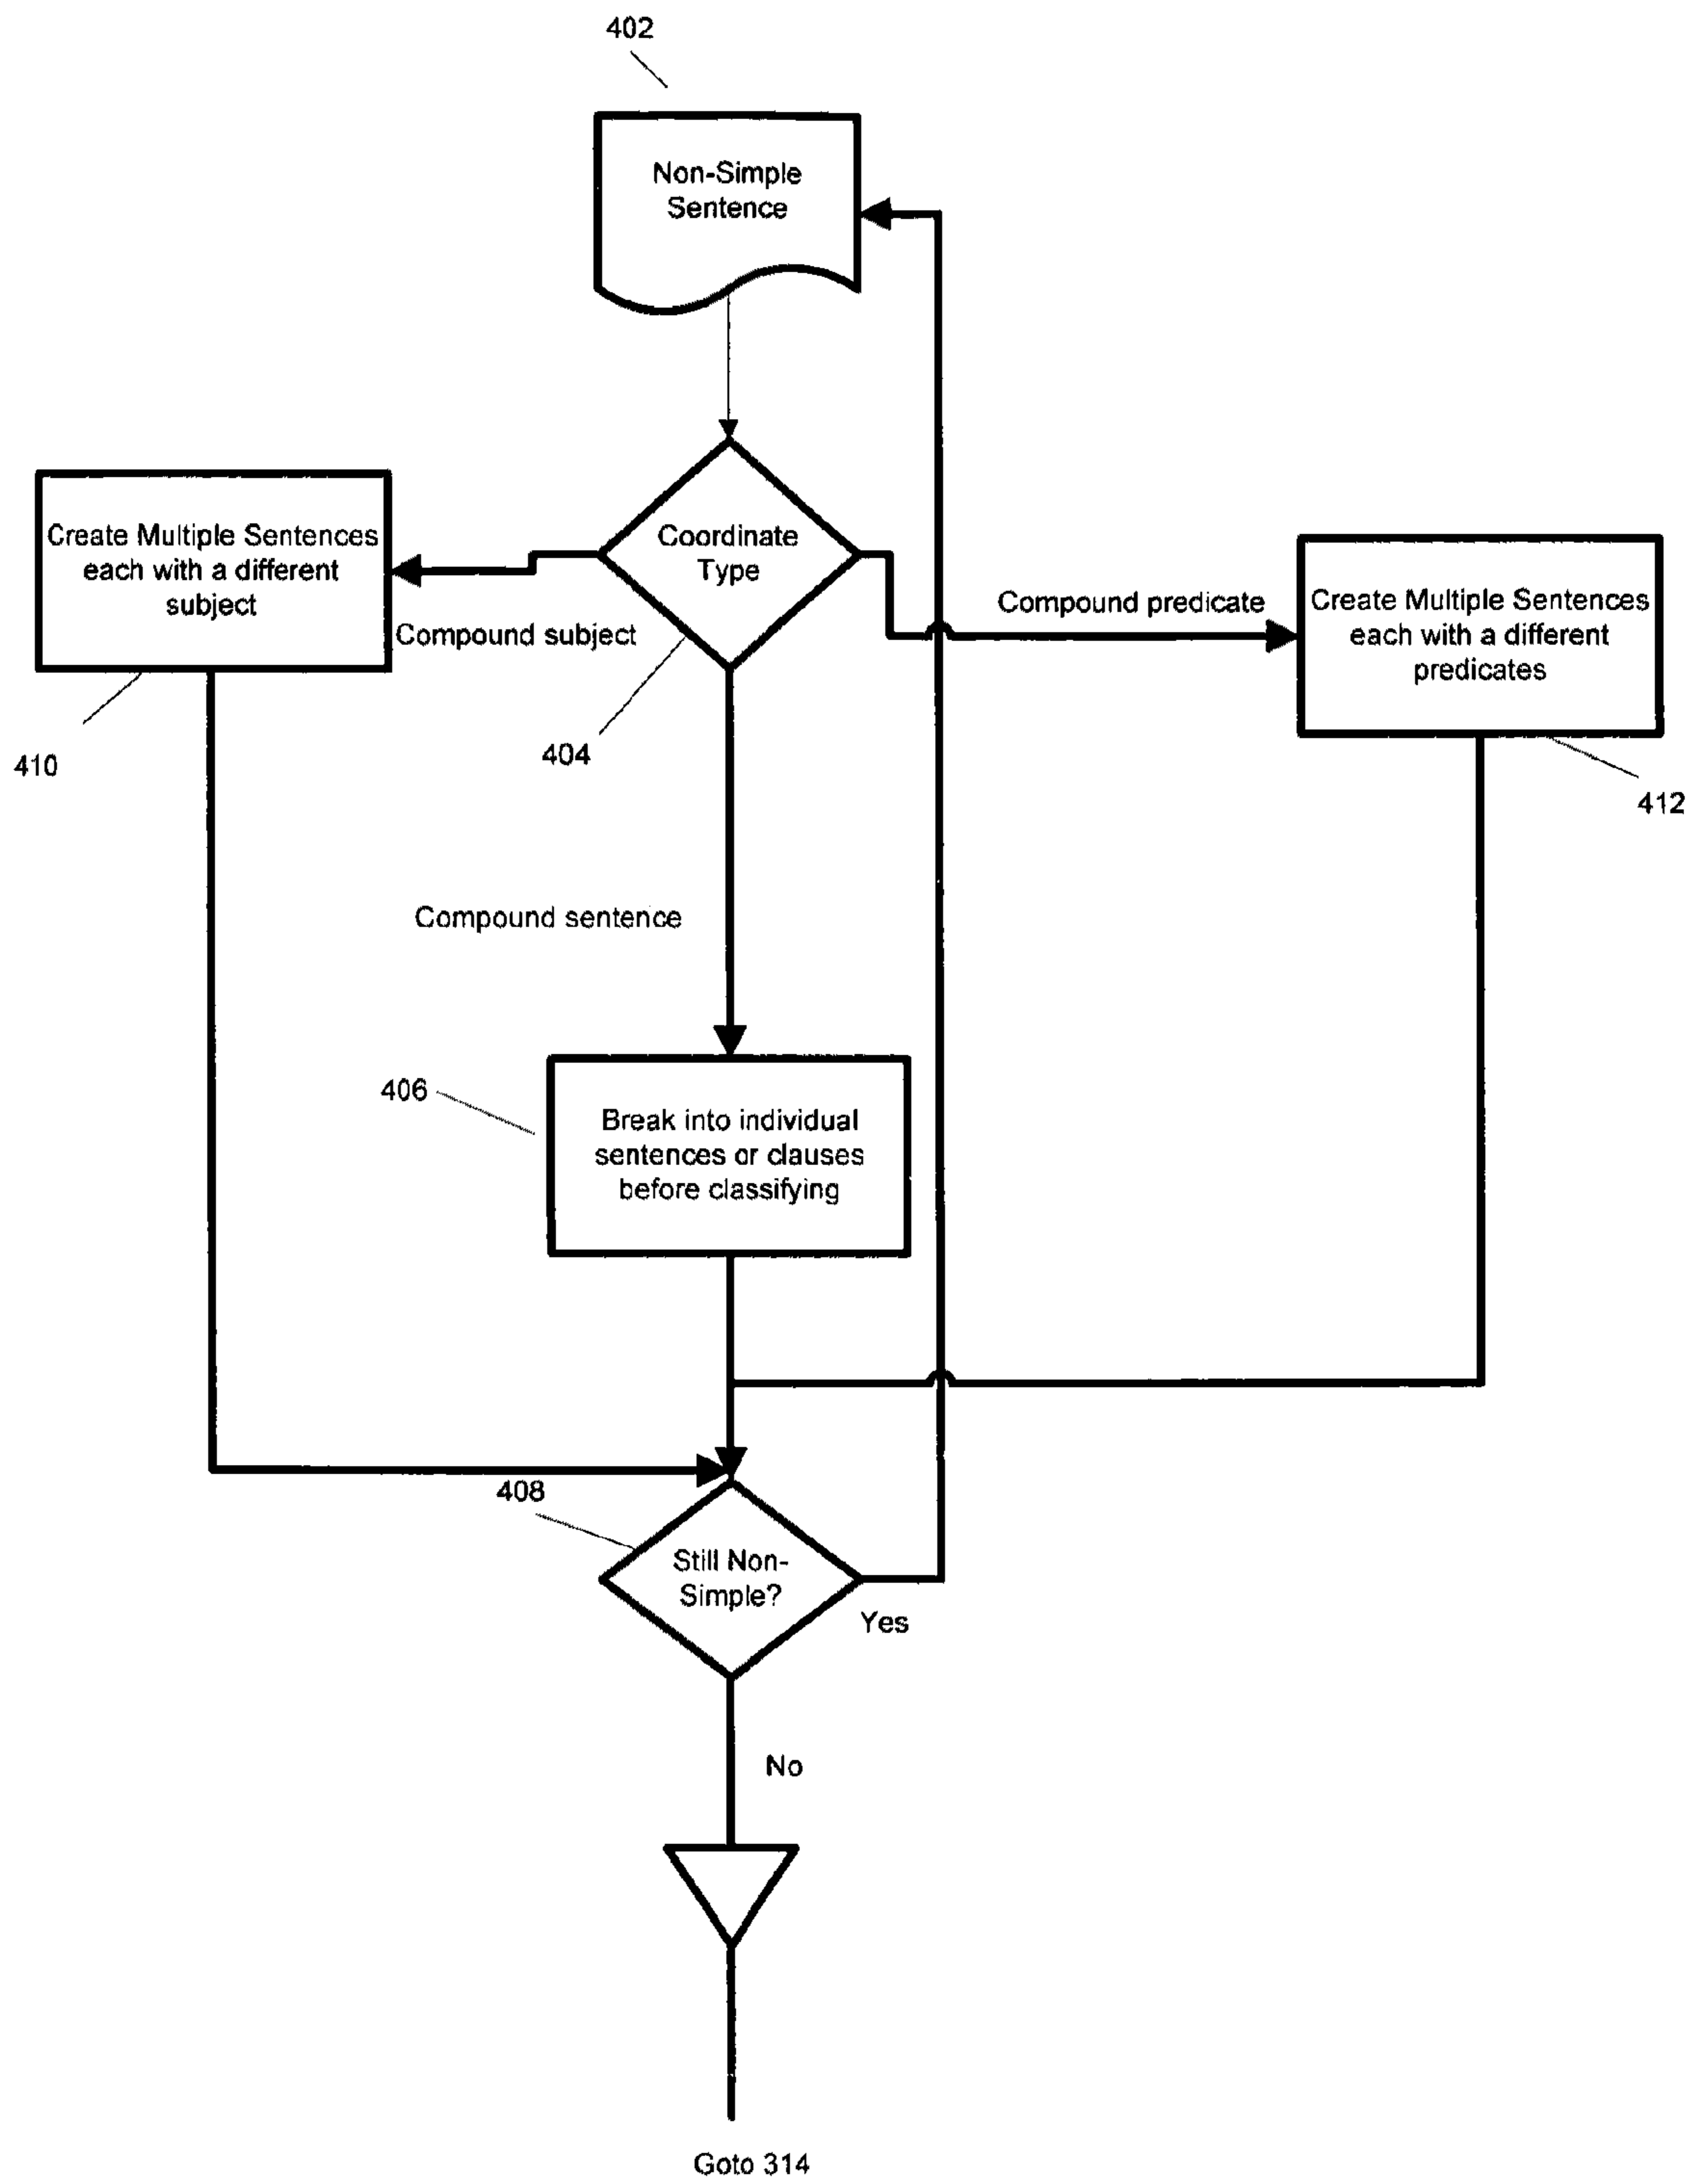 402
Non-Simple
Sentence
Coordinate
Type
Create Multiple Sentences
each with a different
subject
Compound subject
Compound predicate
Create Multiple Sentences
each with a different
predicates
404
410
412
Compound sentence
406
Break into individual
sentences or clauses
before classifying
408
Still Non-
Simple?
Yes
No
Goto 314